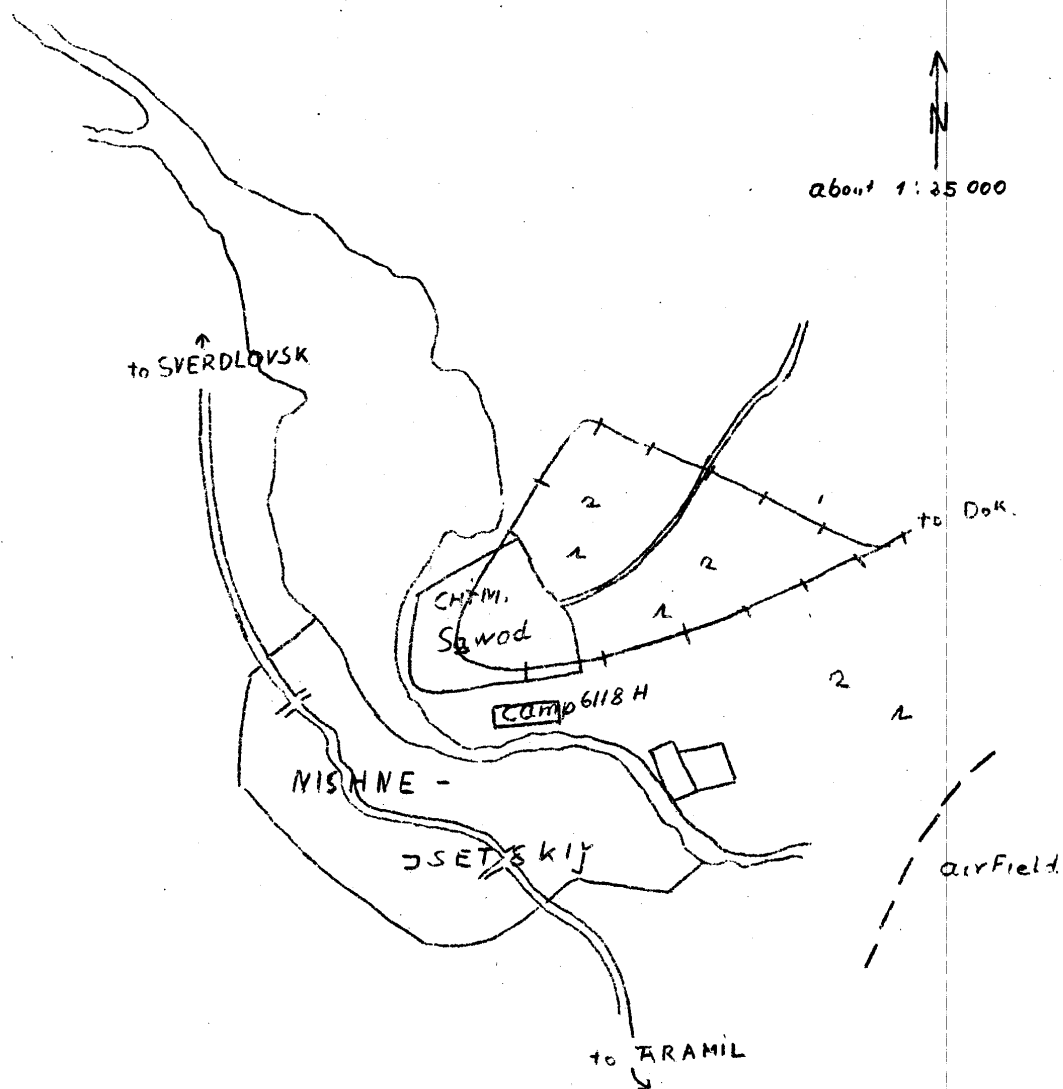 N
about 1:25 000
to SVERDLOVSK
to Dok.
CHEM.
Sawod
camp 6118 H
NISHNE -
JSETSKIJ
airField
to ARAMIL